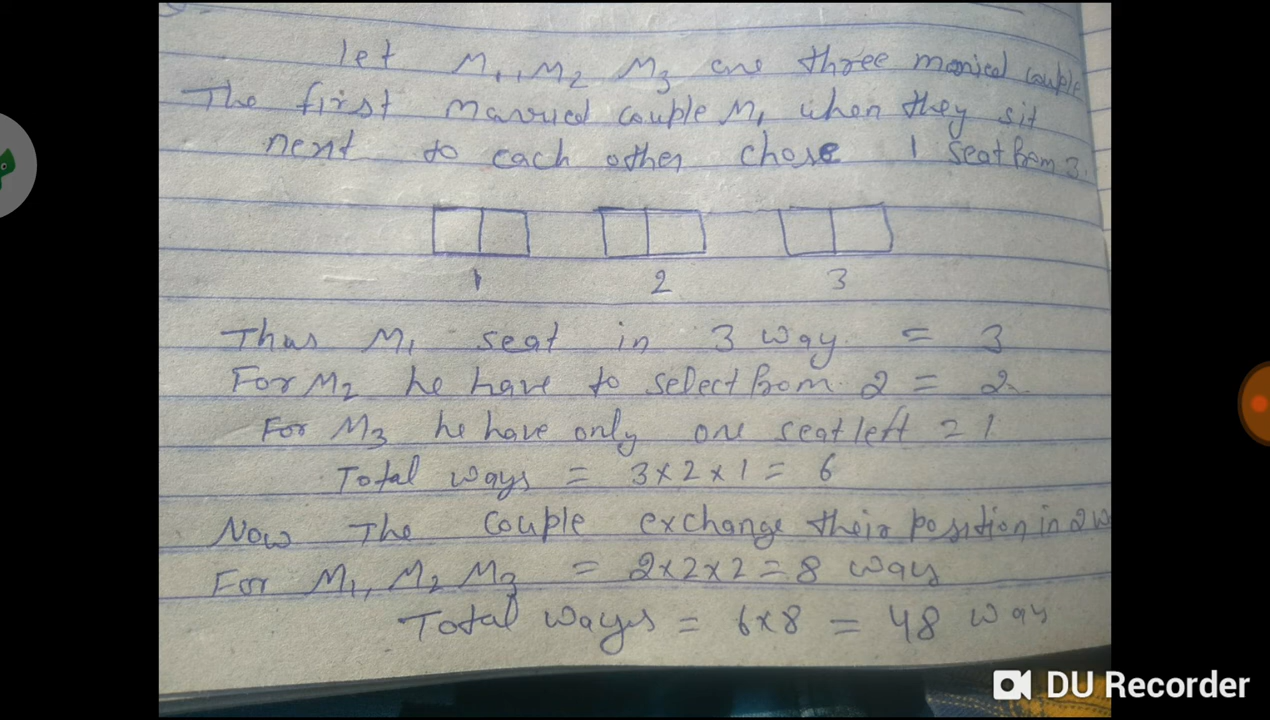 let M1, M2 M3 are three married couple
The first married couple M1 when they sit
next to each other chose 1 seat from 3.
1 2 3
Thus M1 seat in 3 way = 3
For M2 he have to select from 2 = 2
For M3 he have only one seat left = 1
Total ways = 3×2×1 = 6
Now The couple exchange their position in 2 w
For M1, M2 M3 = 2×2×2 = 8 way
Total ways = 6×8 = 48 way
DU Recorder